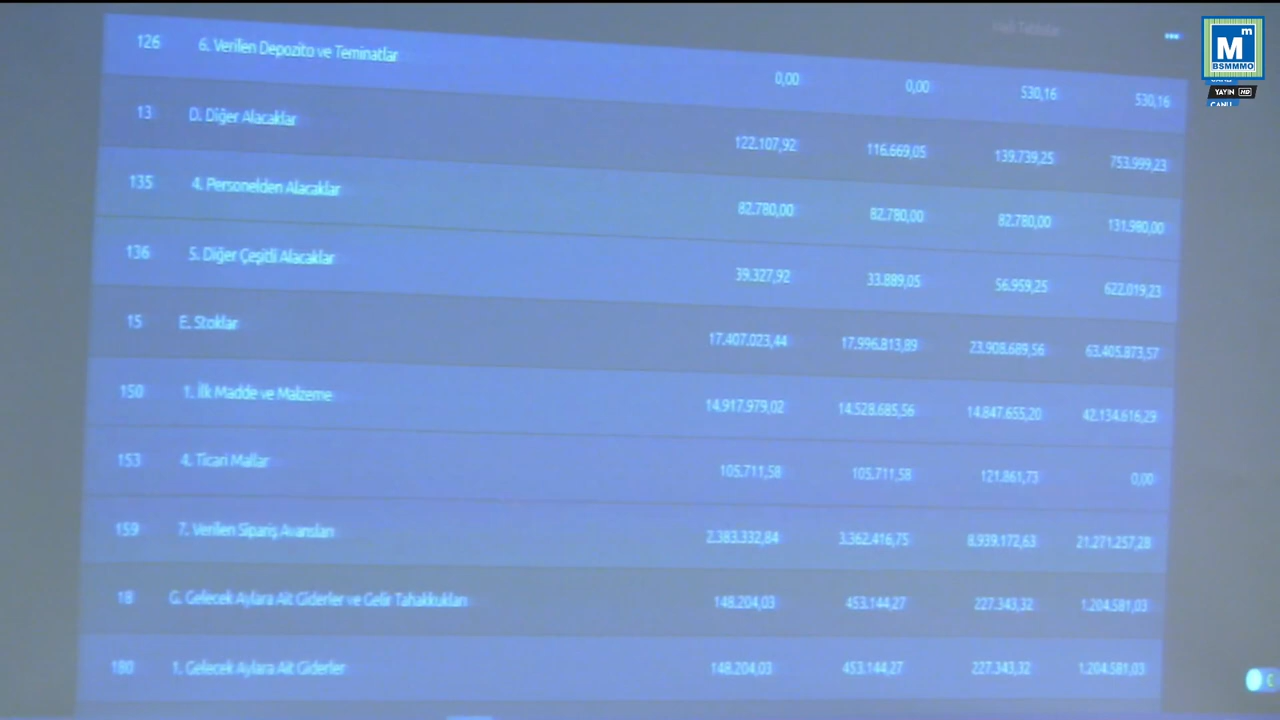 126 6. Verilen Depozito ve Teminatlar 0,00 0,00 530,16 530,16
13 D. Diğer Alacaklar 122.107,92 116.669,05 139.739,25 753.999,23
135 4. Personelden Alacaklar 82.780,00 82.780,00 82.780,00 131.980,00
136 5. Diğer Çeşitli Alacaklar 39.327,92 33.889,05 56.959,25 622.019,23
15 E. Stoklar 17.407.023,44 17.996.813,89 23.908.689,56 63.405.873,57
150 1. İlk Madde ve Malzeme 14.917.979,02 14.528.685,56 14.847.655,20 42.134.616,29
153 4. Ticari Mallar 105.711,58 105.711,58 121.861,73 0,00
159 7. Verilen Sipariş Avansları 2.383.332,84 3.362.416,75 8.939.172,63 21.271.257,28
18 G. Gelecek Aylara Ait Giderler ve Gelir Tahakkukları 148.204,03 453.144,27 227.343,32 1.204.581,03
180 1. Gelecek Aylara Ait Giderler 148.204,03 453.144,27 227.343,32 1.204.581,03
Mm
BSMMMO
YAYIN HD
CANLI